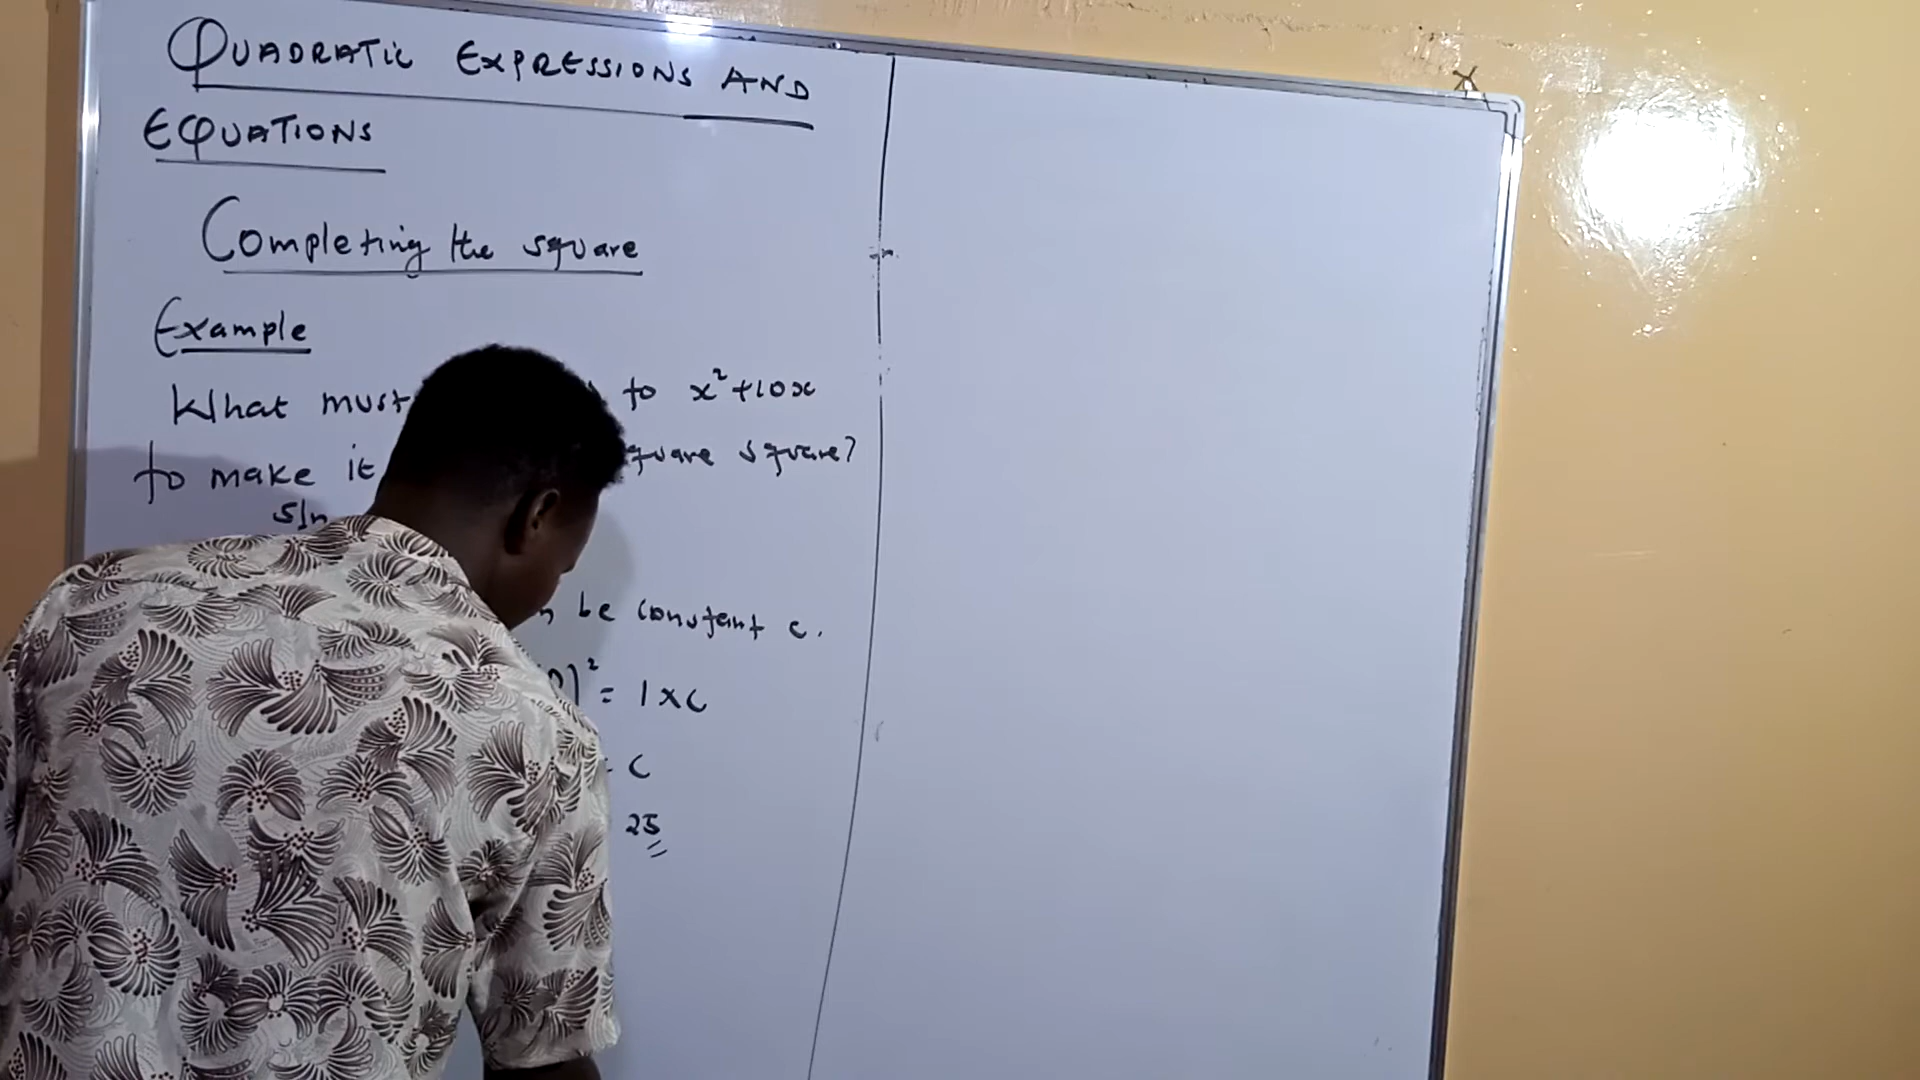 QUADRATIC EXPRESSIONS AND
EQUATIONS
Completing the square
Example
What must to x²+10x
to make it square square?
Sln
be constant c.
)² = 1 x c
= c
25